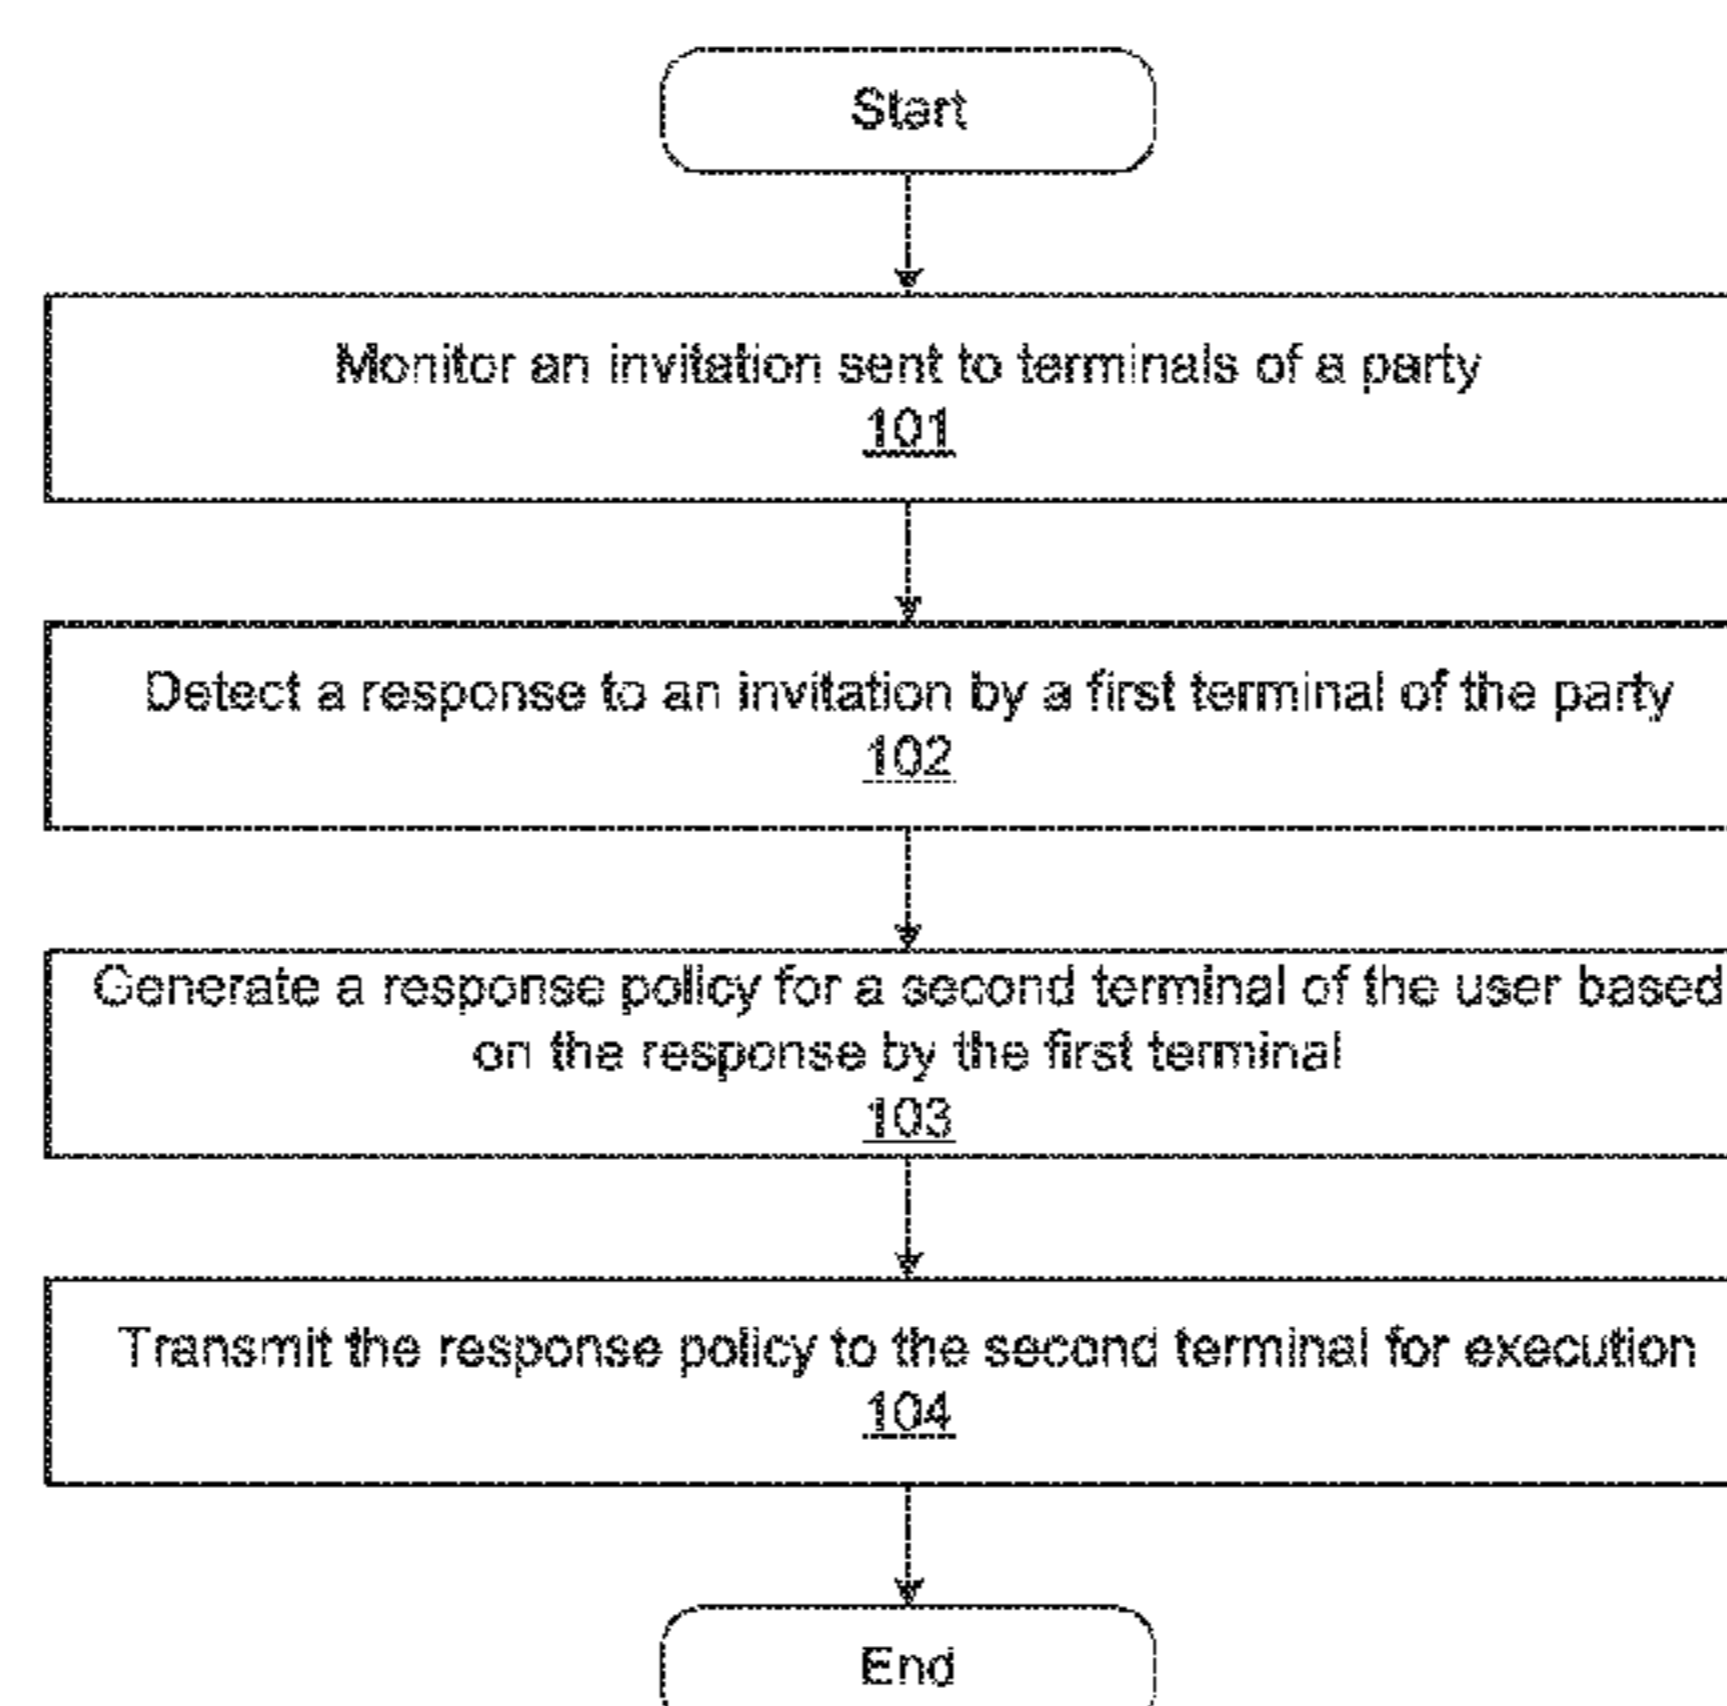 Start
Monitor an invitation sent to terminals of a party
101
Detect a response to an invitation by a first terminal of the party
102
Generate a response policy for a second terminal of the user based
on the response by the first terminal
103
Transmit the response policy to the second terminal for execution
104
End